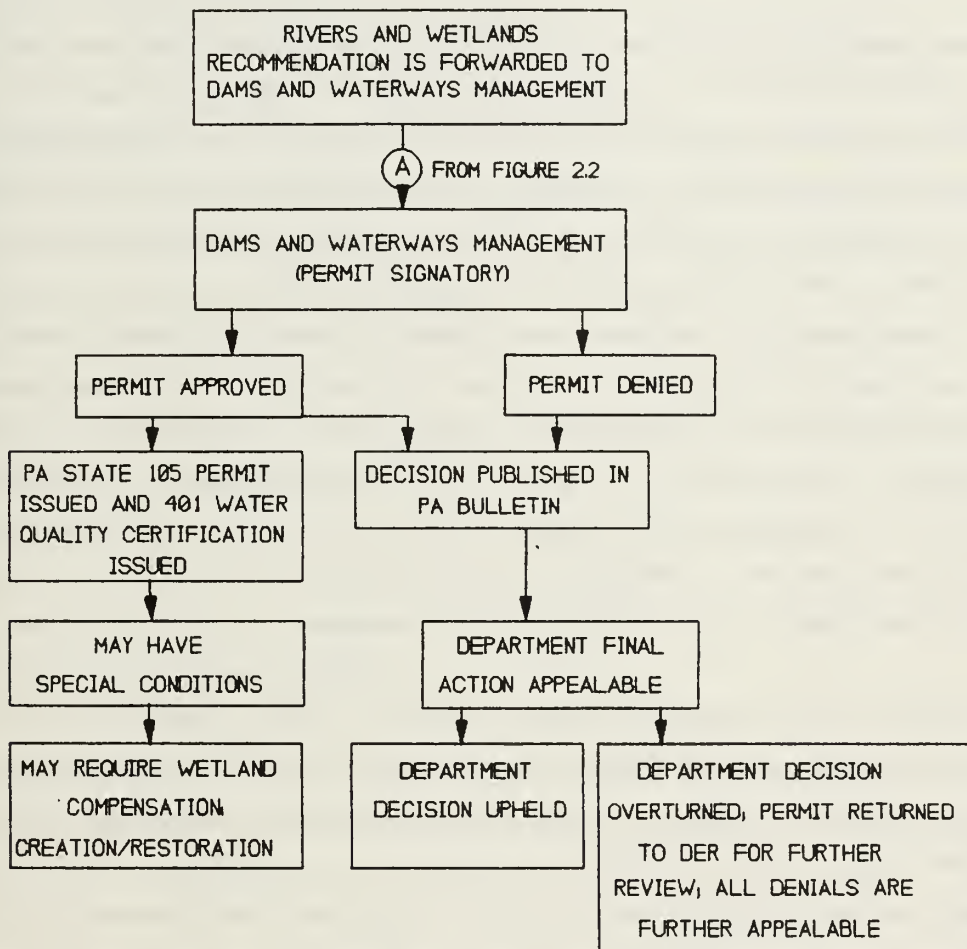 RIVERS AND WETLANDS
RECOMMENDATION IS FORWARDED TO
DAMS AND WATERWAYS MANAGEMENT
A FROM FIGURE 2.2
DAMS AND WATERWAYS MANAGEMENT
(PERMIT SIGNATORY)
PERMIT APPROVED
PERMIT DENIED
PA STATE 105 PERMIT
ISSUED AND 401 WATER
QUALITY CERTIFICATION
ISSUED
DECISION PUBLISHED IN
PA BULLETIN
MAY HAVE
SPECIAL CONDITIONS
DEPARTMENT FINAL
ACTION APPEALABLE
MAY REQUIRE WETLAND
COMPENSATION,
CREATION/RESTORATION
DEPARTMENT
DECISION UPHELD
DEPARTMENT DECISION
OVERTURNED; PERMIT RETURNED
TO DER FOR FURTHER
REVIEW; ALL DENIALS ARE
FURTHER APPEALABLE